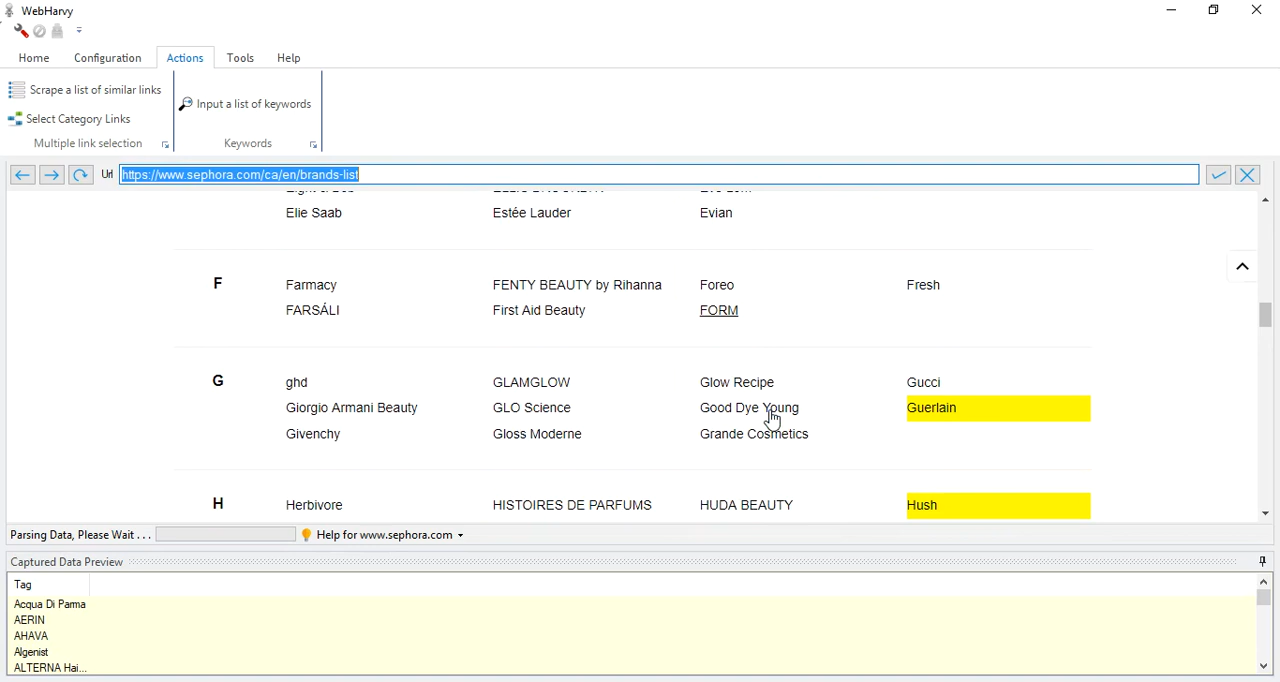 WebHarvy
Home Configuration Actions Tools Help
Scrape a list of similar links
Input a list of keywords
Select Category Links
Multiple link selection Keywords
Url https://www.sephora.com/ca/en/brands-list
Elie Saab Estée Lauder Evian
F Farmacy FENTY BEAUTY by Rihanna Foreo Fresh
FARSÁLI First Aid Beauty FORM
G ghd GLAMGLOW Glow Recipe Gucci
Giorgio Armani Beauty GLO Science Good Dye Young Guerlain
Givenchy Gloss Moderne Grande Cosmetics
H Herbivore HISTOIRES DE PARFUMS HUDA BEAUTY Hush
Parsing Data, Please Wait . . . Help for www.sephora.com
Captured Data Preview
Tag
Acqua Di Parma
AERIN
AHAVA
Algenist
ALTERNA Hai...